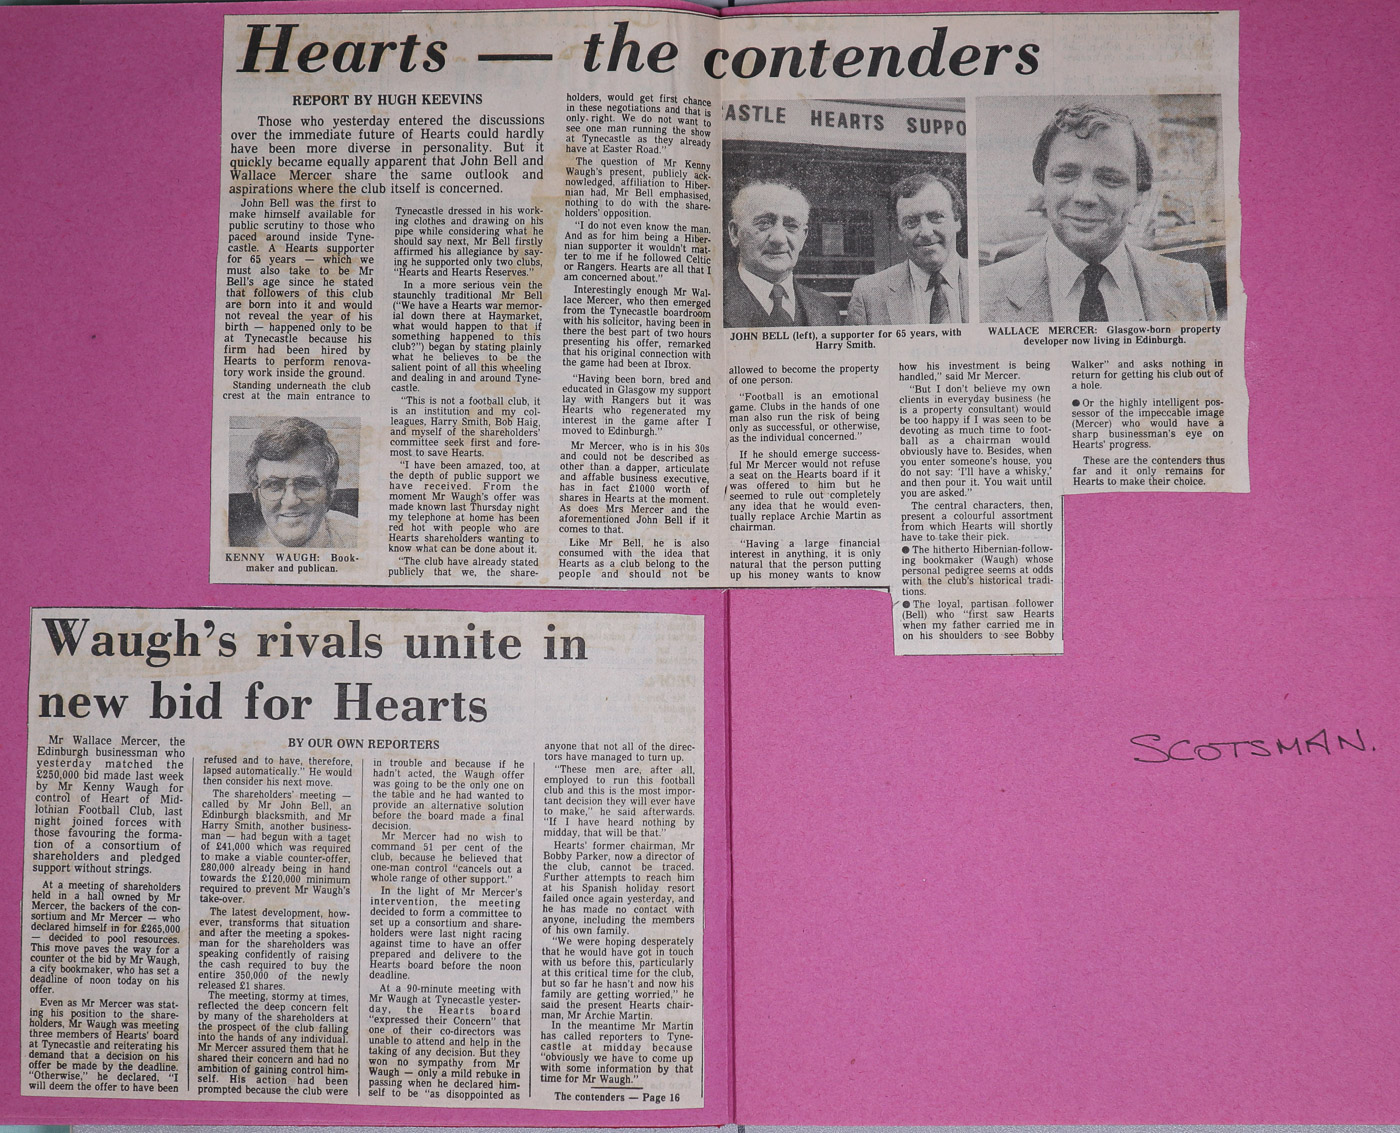 Hearts — the contenders
REPORT BY HUGH KEEVINS
Those who yesterday entered the discussions
over the immediate future of Hearts could hardly
have been more diverse in personality. But it
quickly became equally apparent that John Bell and
Wallace Mercer share the same outlook and
aspirations where the club itself is concerned.
John Bell was the first to
make himself available for
public scrutiny to those who
paced around inside Tyne-
castle. A Hearts supporter
for 65 years — which we
must also take to be Mr
Bell's age since he stated
that followers of this club
are born into it and would
not reveal the year of his
birth — happened only to be
at Tynecastle because his
firm had been hired by
Hearts to perform renova-
tory work inside the ground.
Standing underneath the club
crest at the main entrance to
KENNY WAUGH: Book-
maker and publican.
Tynecastle dressed in his work-
ing clothes and drawing on his
pipe while considering what he
should say next, Mr Bell firstly
affirmed his allegiance by say-
ing he supported only two clubs,
"Hearts and Hearts Reserves."
In a more serious vein the
staunchly traditional Mr Bell
("We have a Hearts war memor-
ial down there at Haymarket,
what would happen to that if
something happened to this
club?") began by stating plainly
what he believes to be the
salient point of all this wheeling
and dealing in and around Tyne-
castle.
"This is not a football club, it
is an institution and my col-
leagues, Harry Smith, Bob Haig,
and myself of the shareholders'
committee seek first and fore-
most to save Hearts.
"I have been amazed, too, at
the depth of public support we
have received. From the
moment Mr Waugh's offer was
made known last Thursday night
my telephone at home has been
red hot with people who are
Hearts shareholders wanting to
know what can be done about it.
"The club have already stated
publicly that we, the share-
holders, would get first chance
in these negotiations and that is
only right. We do not want to
see one man running the show
at Tynecastle as they already
have at Easter Road."
The question of Mr Kenny
Waugh's present, publicly ack-
nowledged, affiliation to Hiber-
nian had, Mr Bell emphasised,
nothing to do with the share-
holders' opposition.
"I do not even know the man.
And as for him being a Hiber-
nian supporter it wouldn't mat-
ter to me if he followed Celtic
or Rangers. Hearts are all that I
am concerned about."
Interestingly enough Mr Wal-
lace Mercer, who then emerged
from the Tynecastle boardroom
with his solicitor, having been in
there the best part of two hours
presenting his offer, remarked
that his original connection with
the game had been at Ibrox.
"Having been born, bred and
educated in Glasgow my support
lay with Rangers but it was
Hearts who regenerated my
interest in the game after I
moved to Edinburgh."
Mr Mercer, who is in his 30s
and could not be described as
other than a dapper, articulate
and affable business executive,
has in fact £1000 worth of
shares in Hearts at the moment.
As does Mrs Mercer and the
aforementioned John Bell if it
comes to that.
Like Mr Bell, he is also
consumed with the idea that
Hearts as a club belong to the
people and should not be
ASTLE HEARTS SUPPO
JOHN BELL (left), a supporter for 65 years, with
Harry Smith.
WALLACE MERCER: Glasgow-born property
developer now living in Edinburgh.
allowed to become the property
of one person.
"Football is an emotional
game. Clubs in the hands of one
man also run the risk of being
only as successful, or otherwise,
as the individual concerned."
If he should emerge success-
ful Mr Mercer would not refuse
a seat on the Hearts board if it
was offered to him but he
seemed to rule out completely
any idea that he would even-
tually replace Archie Martin as
chairman.
"Having a large financial
interest in anything, it is only
natural that the person putting
up his money wants to know
how his investment is being
handled," said Mr Mercer.
"But I don't believe my own
clients in everyday business (he
is a property consultant) would
be too happy if I was seen to be
devoting as much time to foot-
ball as a chairman would
obviously have to. Besides, when
you enter someone's house, you
do not say: 'I'll have a whisky,'
and then pour it. You wait until
you are asked."
The central characters, then,
present a colourful assortment
from which Hearts will shortly
have to take their pick.
● The hitherto Hibernian-follow-
ing bookmaker (Waugh) whose
personal pedigree seems at odds
with the club's historical tradi-
tions.
● The loyal, partisan follower
(Bell) who "first saw Hearts
when my father carried me in
on his shoulders to see Bobby
Walker" and asks nothing in
return for getting his club out of
a hole.
● Or the highly intelligent pos-
sessor of the impeccable image
(Mercer) who would have a
sharp businessman's eye on
Hearts' progress.
These are the contenders thus
far and it only remains for
Hearts to make their choice.
Waugh's rivals unite in
new bid for Hearts
BY OUR OWN REPORTERS
Mr Wallace Mercer, the
Edinburgh businessman who
yesterday matched the
£250,000 bid made last week
by Mr Kenny Waugh for
control of Heart of Mid-
lothian Football Club, last
night joined forces with
those favouring the forma-
tion of a consortium of
shareholders and pledged
support without strings.
At a meeting of shareholders
held in a hall owned by Mr
Mercer, the backers of the con-
sortium and Mr Mercer — who
declared himself in for £265,000
— decided to pool resources.
This move paves the way for a
counter ot the bid by Mr Waugh,
a city bookmaker, who has set a
deadline of noon today on his
offer.
Even as Mr Mercer was stat-
ing his position to the share-
holders, Mr Waugh was meeting
three members of Hearts' board
at Tynecastle and reiterating his
demand that a decision on his
offer be made by the deadline.
"Otherwise," he declared, "I
will deem the offer to have been
refused and to have, therefore,
lapsed automatically." He would
then consider his next move.
The shareholders' meeting —
called by Mr John Bell, an
Edinburgh blacksmith, and Mr
Harry Smith, another business-
man — had begun with a taget
of £41,000 which was required
to make a viable counter-offer,
£80,000 already being in hand
towards the £120,000 minimum
required to prevent Mr Waugh's
take-over.
The latest development, how-
ever, transforms that situation
and after the meeting a spokes-
man for the shareholders was
speaking confidently of raising
the cash required to buy the
entire 350,000 of the newly
released £1 shares.
The meeting, stormy at times,
reflected the deep concern felt
by many of the shareholders at
the prospect of the club falling
into the hands of any individual.
Mr Mercer assured them that he
shared their concern and had no
ambition of gaining control him-
self. His action had been
prompted because the club were
in trouble and because if he
hadn't acted, the Waugh offer
was going to be the only one on
the table and he had wanted to
provide an alternative solution
before the board made a final
decision.
Mr Mercer had no wish to
command 51 per cent of the
club, because he believed that
one-man control "cancels out a
whole range of other support."
In the light of Mr Mercer's
intervention, the meeting
decided to form a committee to
set up a consortium and share-
holders were last night racing
against time to have an offer
prepared and delivere to the
Hearts board before the noon
deadline.
At a 90-minute meeting with
Mr Waugh at Tynecastle yester-
day, the Hearts board
"expressed their Concern" that
one of their co-directors was
unable to attend and help in the
taking of any decision. But they
won no sympathy from Mr
Waugh — only a mild rebuke in
passing when he declared him-
self to be "as disappointed as
anyone that not all of the direc-
tors have managed to turn up.
"These men are, after all,
employed to run this football
club and this is the most impor-
tant decision they will ever have
to make," he said afterwards.
"If I have heard nothing by
midday, that will be that."
Hearts' former chairman, Mr
Bobby Parker, now a director of
the club, cannot be traced.
Further attempts to reach him
at his Spanish holiday resort
failed once again yesterday, and
he has made no contact with
anyone, including the members
of his own family.
"We were hoping desperately
that he would have got in touch
with us before this, particularly
at this critical time for the club,
but so far he hasn't and now his
family are getting worried," he
said the present Hearts chair-
man, Mr Archie Martin.
In the meantime Mr Martin
has called reporters to Tyne-
castle at midday because
"obviously we have to come up
with some information by that
time for Mr Waugh."
The contenders — Page 16
SCOTSMAN.